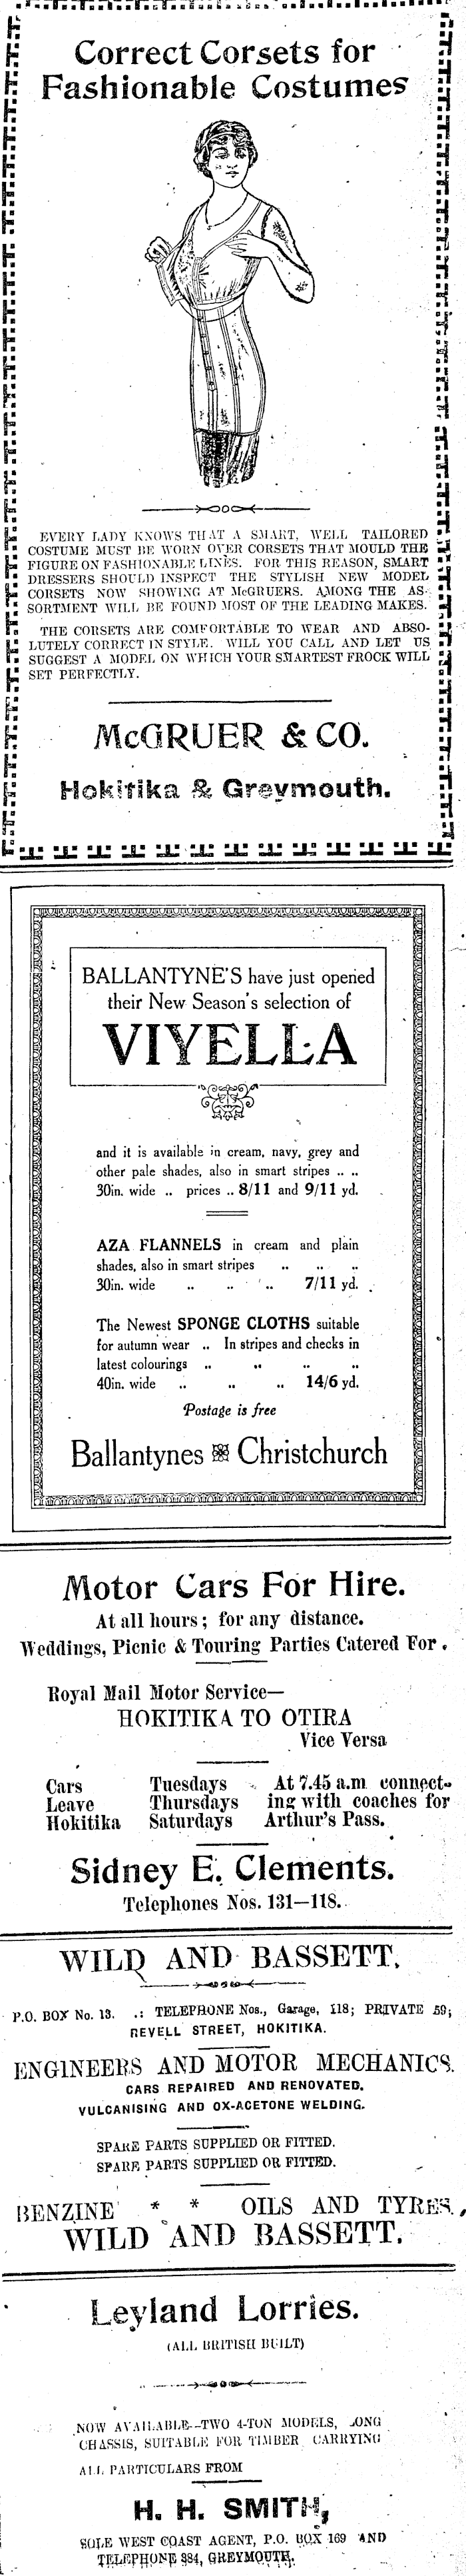 Correct Corsets for
Fashionable Costumes
EVERY LADY KNOWS THAT A SMART, WELL TAILORED
COSTUME MUST BE WORN OVER CORSETS THAT MOULD THE
FIGURE ON FASHIONABLE LINES. FOR THIS REASON, SMART
DRESSERS SHOULD INSPECT THE STYLISH NEW MODEL
CORSETS NOW SHOWING AT McGRUERS. AMONG THE AS-
SORTMENT WILL BE FOUND MOST OF THE LEADING MAKES.
THE CORSETS ARE COMFORTABLE TO WEAR AND ABSO-
LUTELY CORRECT IN STYLE. WILL YOU CALL AND LET US
SUGGEST A MODEL ON WHICH YOUR SMARTEST FROCK WILL
SET PERFECTLY.
McGRUER & CO.
Hokitika & Greymouth.
BALLANTYNE'S have just opened
their New Season's selection of
VIYELLA
and it is available in cream, navy, grey and
other pale shades, also in smart stripes .. ..
30in. wide .. prices .. 8/11 and 9/11 yd.
AZA FLANNELS in cream and plain
shades, also in smart stripes .. .. ..
30in. wide .. .. .. 7/11 yd.
The Newest SPONGE CLOTHS suitable
for autumn wear .. In stripes and checks in
latest colourings .. .. .. ..
40in. wide .. .. .. 14/6 yd.
Postage is free
Ballantynes Christchurch
Motor Cars For Hire.
At all hours; for any distance.
Weddings, Picnic & Touring Parties Catered For.
Royal Mail Motor Service—
HOKITIKA TO OTIRA
Vice Versa
Cars Tuesdays At 7.45 a.m connect-
Leave Thursdays ing with coaches for
Hokitika Saturdays Arthur's Pass.
Sidney E. Clements.
Telephones Nos. 131—118.
WILD AND BASSETT.
P.O. BOX No. 13. .: TELEPHONE Nos., Garage, 118; PRIVATE 59;
REVELL STREET, HOKITIKA.
ENGINEERS AND MOTOR MECHANICS.
CARS REPAIRED AND RENOVATED.
VULCANISING AND OX-ACETONE WELDING.
SPARE PARTS SUPPLIED OR FITTED.
SPARE PARTS SUPPLIED OR FITTED.
BENZINE * * OILS AND TYRES.
WILD AND BASSETT.
Leyland Lorries.
(ALL BRITISH BUILT)
NOW AVAILABLE--TWO 4-TON MODELS, LONG
CHASSIS, SUITABLE FOR TIMBER CARRYING
ALL PARTICULARS FROM
H. H. SMITH,
SOLE WEST COAST AGENT, P.O. BOX 169 AND
TELEPHONE 384, GREYMOUTH.